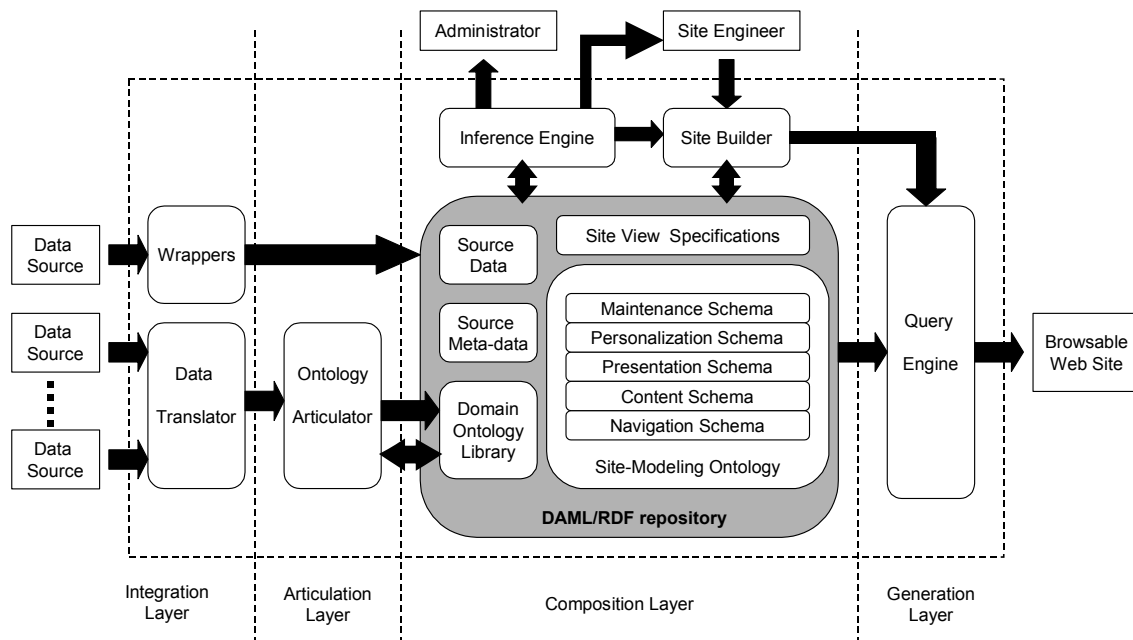 Administrator
Site Engineer
Inference Engine
Site Builder
Data
Source
Wrappers
Source
Data
Site View Specifications
Data
Source
Data
Translator
Ontology
Articulator
Source
Meta-data
Maintenance Schema
Personalization Schema
Presentation Schema
Content Schema
Navigation Schema
Site-Modeling Ontology
Query
Engine
Browsable
Web Site
Data
Source
Domain
Ontology
Library
DAML/RDF repository
Integration
Layer
Articulation
Layer
Composition Layer
Generation
Layer